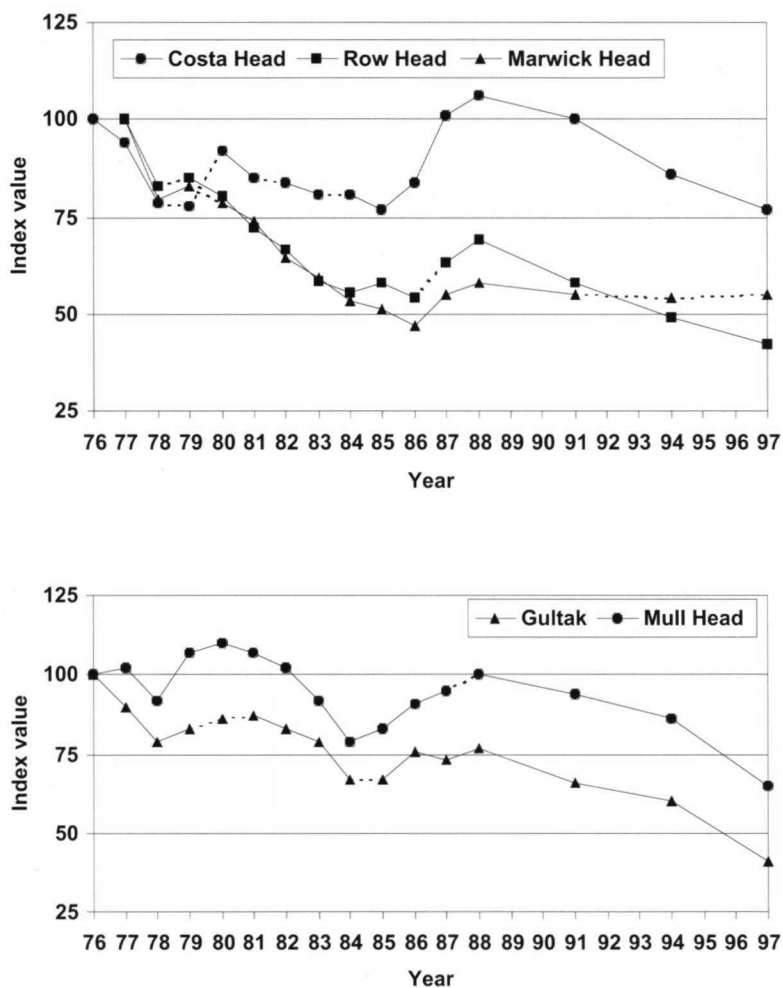 125
Costa Head Row Head Marwick Head
100
75
50
25
Index value
76 77 78 79 80 81 82 83 84 85 86 87 88 89 90 91 92 93 94 95 96 97
Year
125
Gultak Mull Head
100
75
50
25
Index value
76 77 78 79 80 81 82 83 84 85 86 87 88 89 90 91 92 93 94 95 96 97
Year